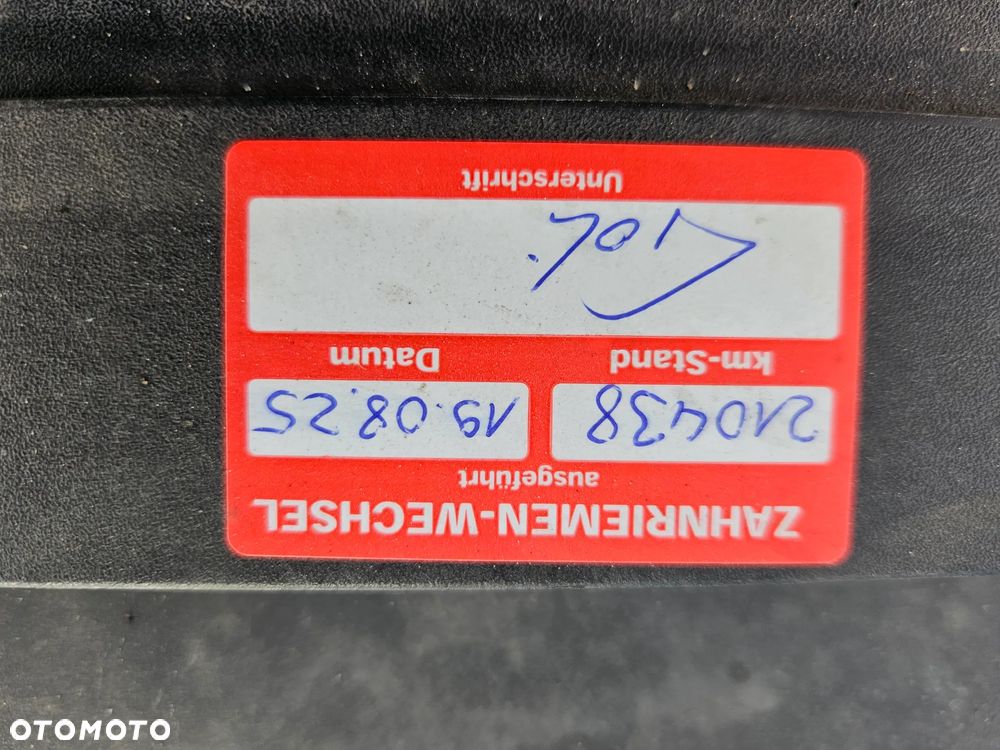 ZAHNRIEMEN-WECHSEL
ausgeführt
210438 19.08.25
km-Stand Datum
Unterschrift
OTOMOTO